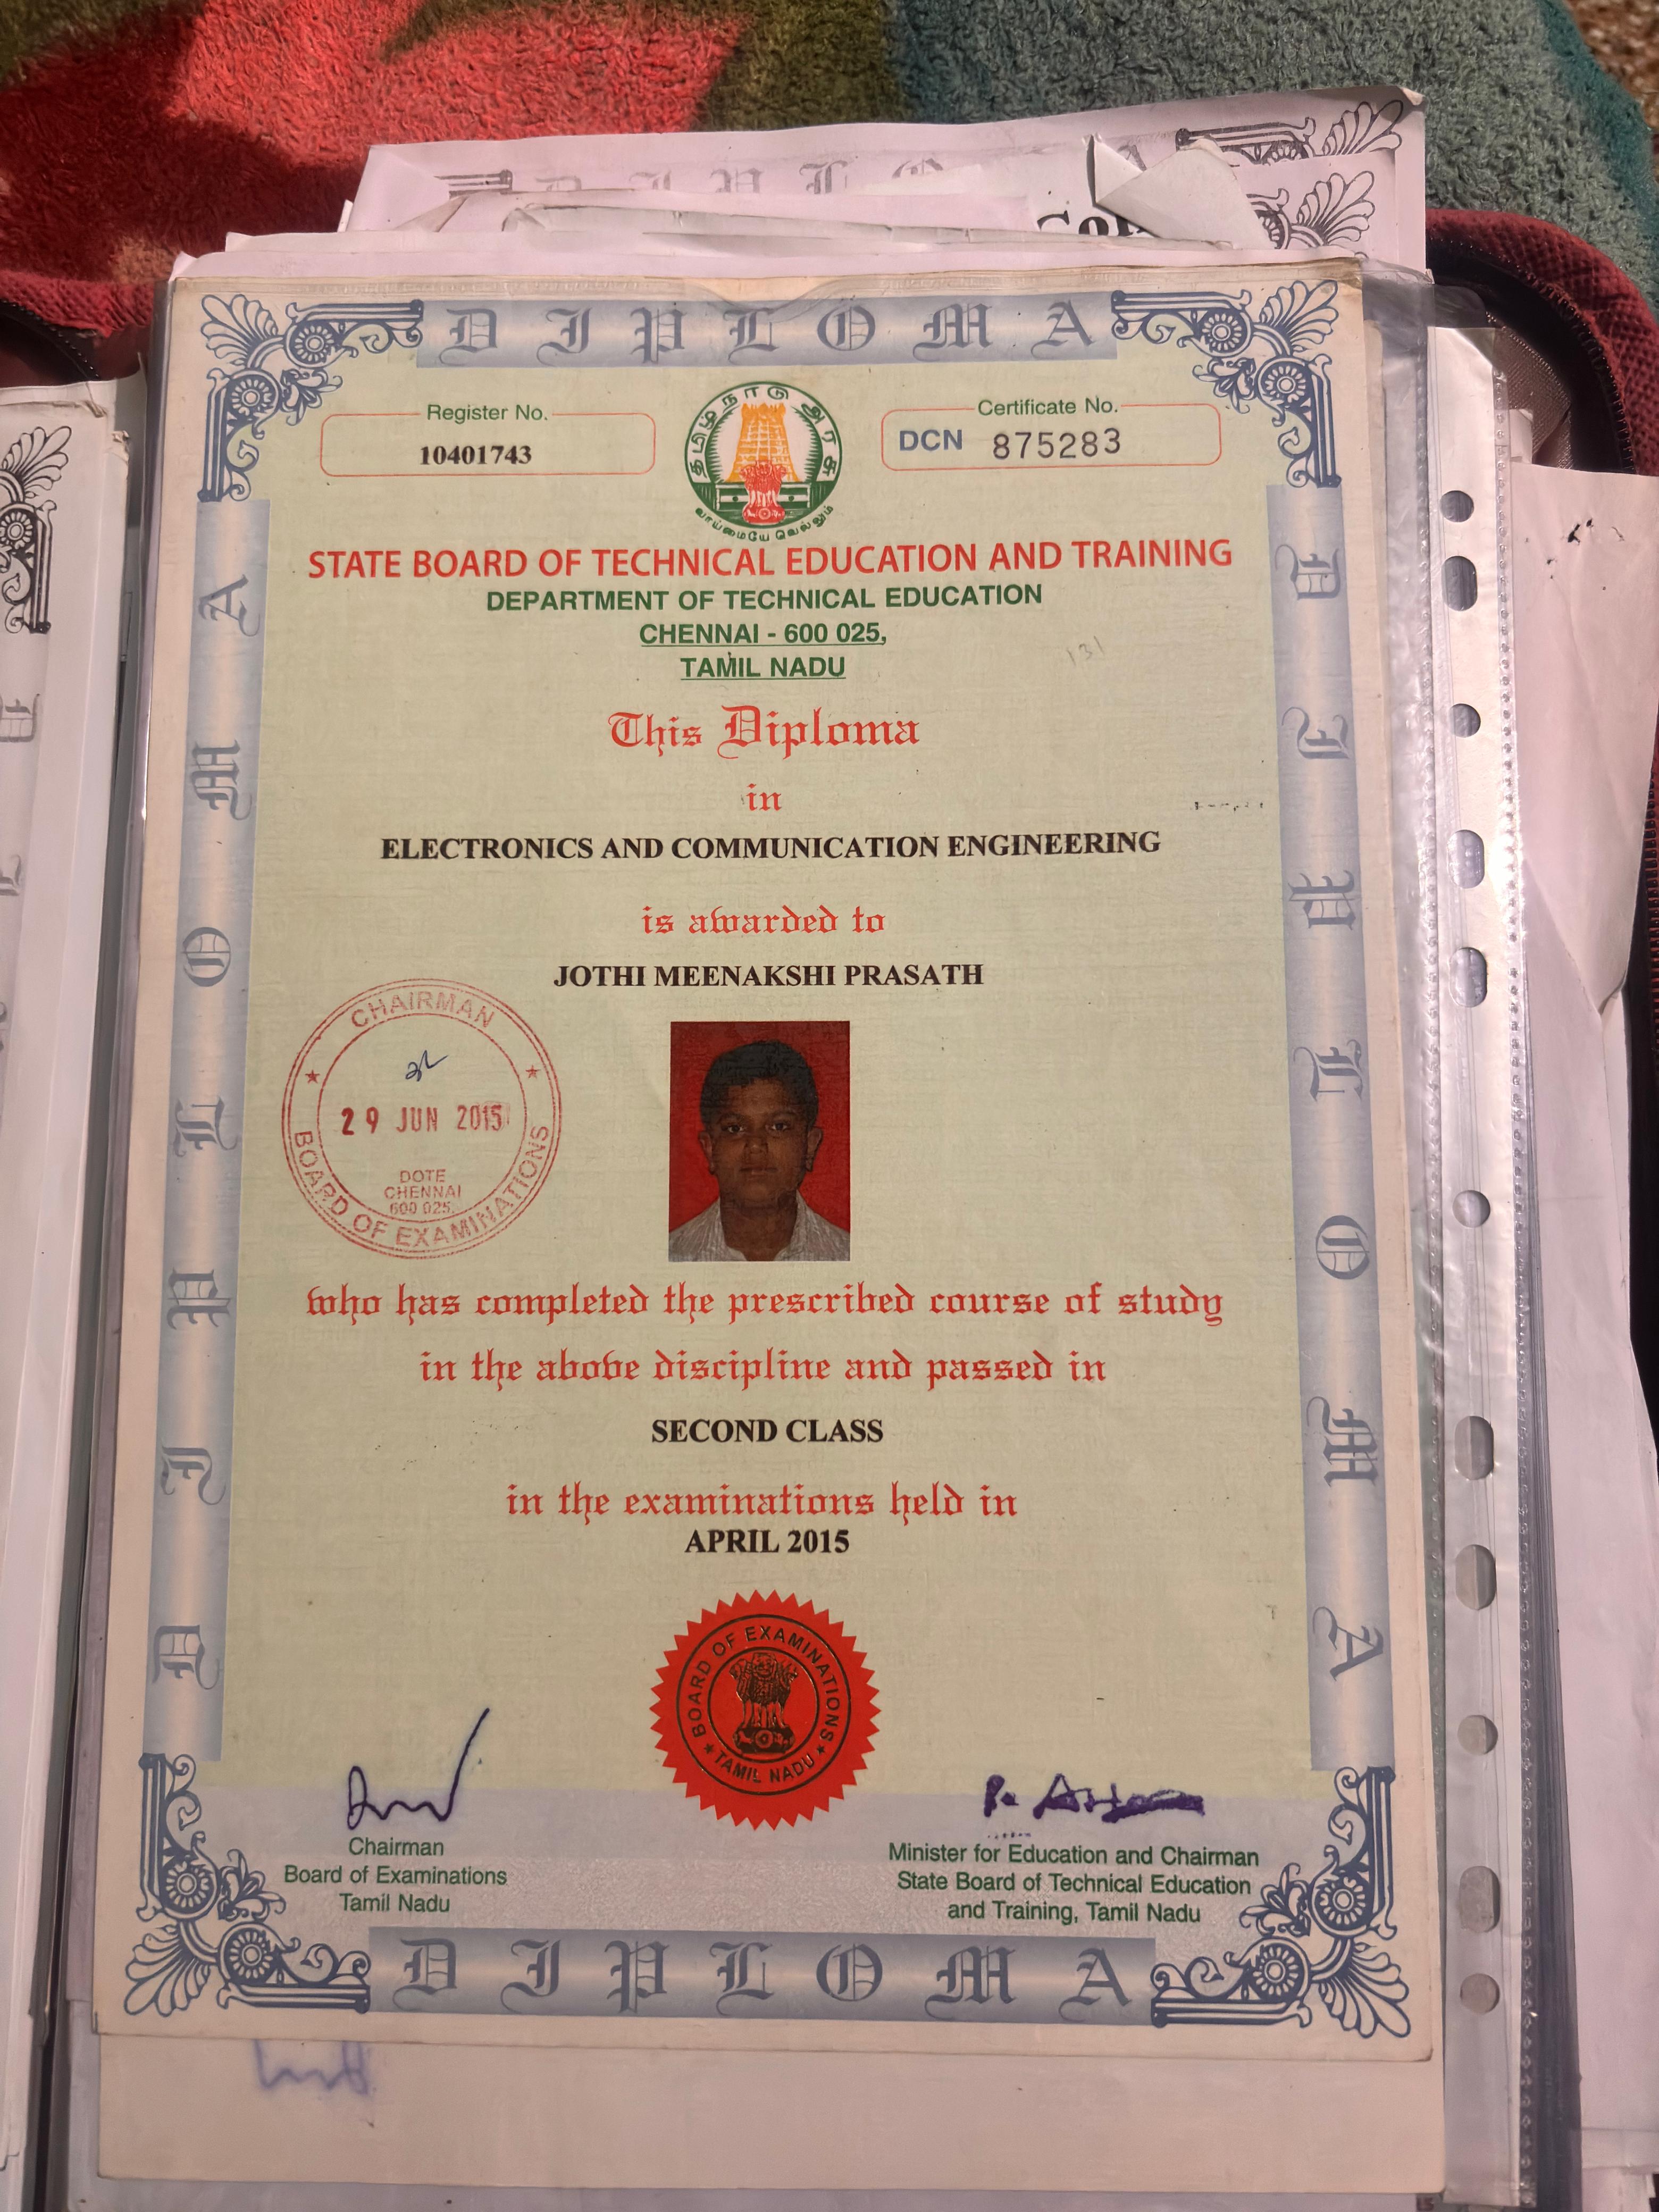 DIPLOMA
Register No.
10401743
Certificate No.
DCN 875283
தமிழ்நாடு அரசு
வாய்மையே வெல்லும்
STATE BOARD OF TECHNICAL EDUCATION AND TRAINING
DEPARTMENT OF TECHNICAL EDUCATION
CHENNAI - 600 025,
TAMIL NADU
131
This Diploma
in
ELECTRONICS AND COMMUNICATION ENGINEERING
is awarded to
JOTHI MEENAKSHI PRASATH
CHAIRMAN
29 JUN 2015
DOTE
CHENNAI
600 025.
BOARD OF EXAMINATIONS
who has completed the prescribed course of study
in the above discipline and passed in
SECOND CLASS
in the examinations held in
APRIL 2015
BOARD OF EXAMINATIONS
TAMIL NADU
Chairman
Board of Examinations
Tamil Nadu
Minister for Education and Chairman
State Board of Technical Education
and Training, Tamil Nadu
DIPLOMA
DIPLOMA
DIPLOMA